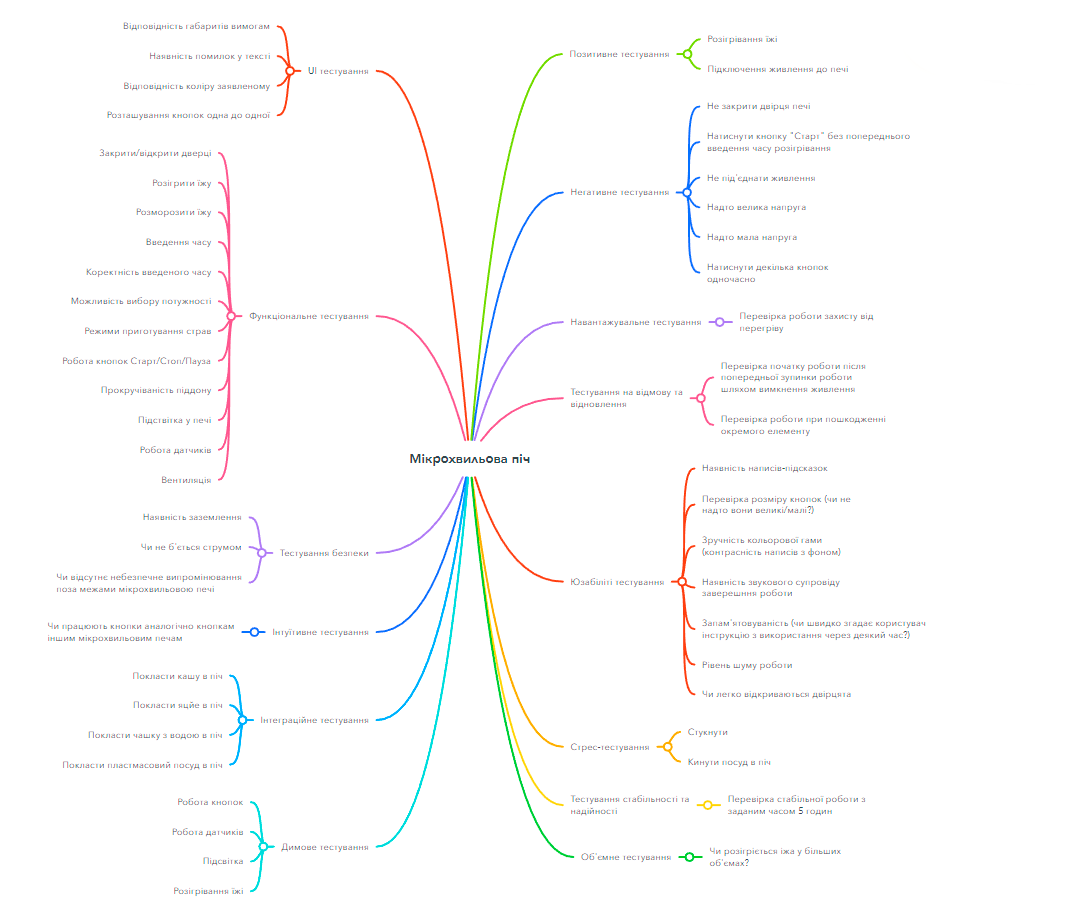 Мікрохвильова піч
UI тестування
Відповідність габаритів вимогам
Наявність помилок у тексті
Відповідність коліру заявленому
Розташування кнопок одна до одної
Функціональне тестування
Закрити/відкрити дверці
Розігріти їжу
Розморозити їжу
Введення часу
Коректність введеного часу
Можливість вибору потужності
Режими приготування страв
Робота кнопок Старт/Стоп/Пауза
Прокручіваність піддону
Підсвітка у печі
Робота датчиків
Вентиляція
Тестування безпеки
Наявність заземлення
Чи не б'ється струмом
Чи відсутнє небезпечне випромінювання
поза межами мікрохвильовою печі
Інтуїтивне тестування
Чи працюють кнопки аналогічно кнопкам
іншим мікрохвильовим печам
Інтеграційне тестування
Покласти кашу в піч
Покласти яцйе в піч
Покласти чашку з водою в піч
Покласти пластмасовий посуд в піч
Димове тестування
Робота кнопок
Робота датчиків
Підсвітка
Розігрівання їжі
Позитивне тестування
Розігрівання їжі
Підключення живлення до печі
Негативне тестування
Не закрити двірця печі
Натиснути кнопку "Старт" без попереднього
введення часу розігрівання
Не під'єднати живлення
Надто велика напруга
Надто мала напруга
Натиснути декілька кнопок
одночасно
Навантажувальне тестування
Перевірка роботи захисту від
перегріву
Тестування на відмову та
відновлення
Перевірка початку роботи після
попередньої зупинки роботи
шляхом вимкнення живлення
Перевірка роботи при пошкодженні
окремого елементу
Юзабіліті тестування
Наявність написів-підсказок
Перевірка розміру кнопок (чи не
надто вони великі/малі?)
Зручність кольорової гами
(контрасність написів з фоном)
Наявність звукового супровіду
заверешння роботи
Запам'ятовуваність (чи швидко згадає користувач
інструкцію з використання через деякий час?)
Рівень шуму роботи
Чи легко відкриваються двірцята
Стрес-тестування
Стукнути
Кинути посуд в піч
Тестування стабільності та
надійності
Перевірка стабільної роботи з
заданим часом 5 годин
Об'ємне тестування
Чи розігріється їжа у більших
об'ємах?